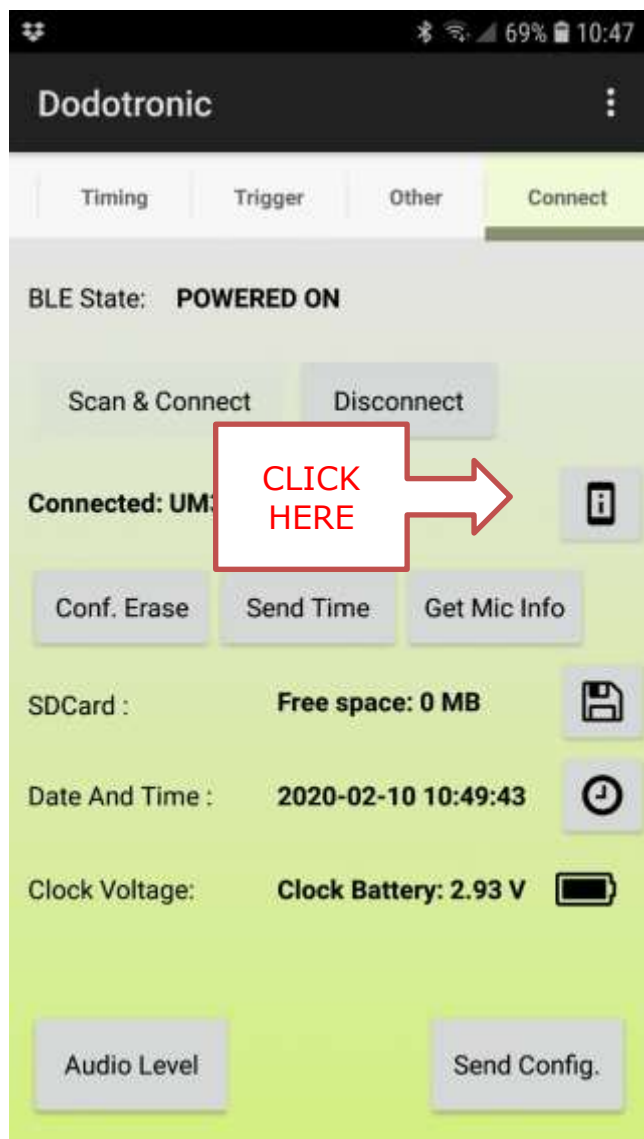 69% 10:47
Dodotronic
Timing Trigger Other Connect
BLE State: POWERED ON
Scan & Connect Disconnect
CLICK
HERE
Connected:
Conf. Erase Send Time Get Mic Info
SDCard : Free space: 0 MB
Date And Time : 2020-02-10 10:49:43
Clock Voltage: Clock Battery: 2.93 V
Audio Level Send Config.